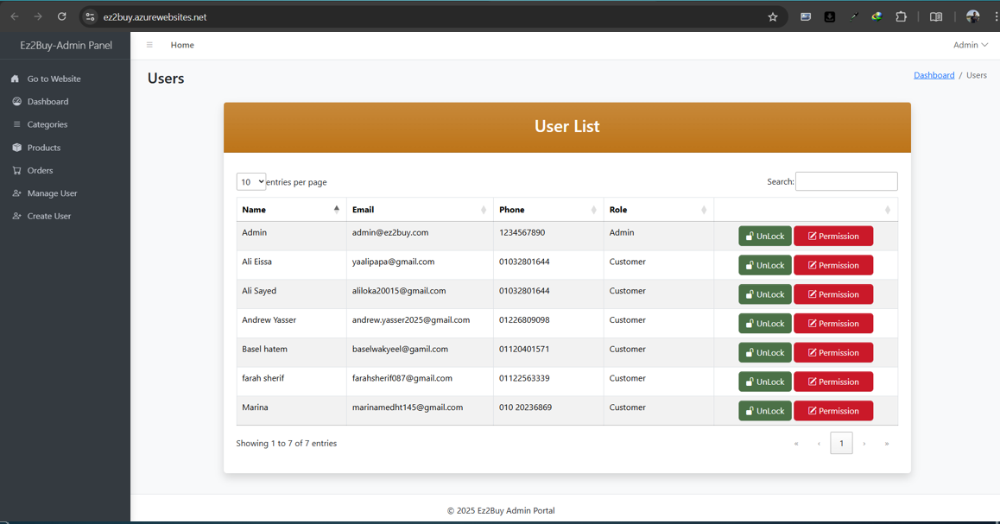 ez2buy.azurewebsites.net
Ez2Buy-Admin Panel
Home
Admin
Go to Website
Dashboard
Categories
Products
Orders
Manage User
Create User
Users
Dashboard / Users
User List
10 entries per page
Search:
Name Email Phone Role
Admin admin@ez2buy.com 1234567890 Admin UnLock Permission
Ali Eissa yaalipapa@gmail.com 01032801644 Customer UnLock Permission
Ali Sayed aliloka20015@gmail.com 01032801644 Customer UnLock Permission
Andrew Yasser andrew.yasser2025@gmail.com 01226809098 Customer UnLock Permission
Basel hatem baselwakyeel@gamil.com 01120401571 Customer UnLock Permission
farah sherif farahsherif087@gmail.com 01122563339 Customer UnLock Permission
Marina marinamedht145@gmail.com 010 20236869 Customer UnLock Permission
Showing 1 to 7 of 7 entries
« ‹ 1 › »
© 2025 Ez2Buy Admin Portal